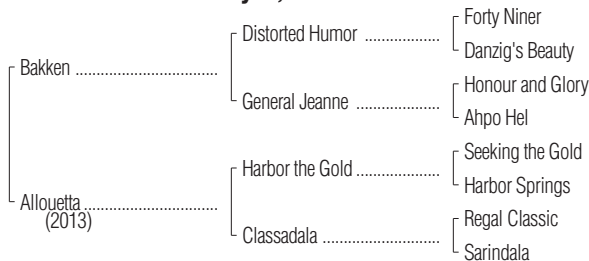 Forty Niner
Distorted Humor ..................
Danzig's Beauty
Bakken ..................................
Honour and Glory
General Jeanne ....................
Ahpo Hel
Seeking the Gold
Harbor the Gold ....................
Harbor Springs
Allouetta ................................
(2013)
Regal Classic
Classadala ............................
Sarindala